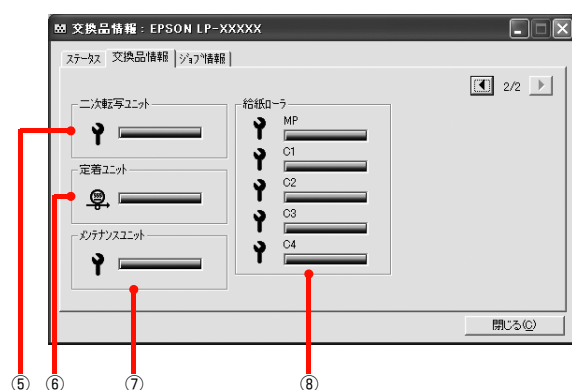 交換品情報：EPSON LP-XXXXX
ステータス 交換品情報 ジョブ情報
2/2
二次転写ユニット
給紙ローラ
MP
C1
定着ユニット
C2
C3
メンテナンスユニット
C4
閉じる(C)
⑤ ⑥ ⑦ ⑧